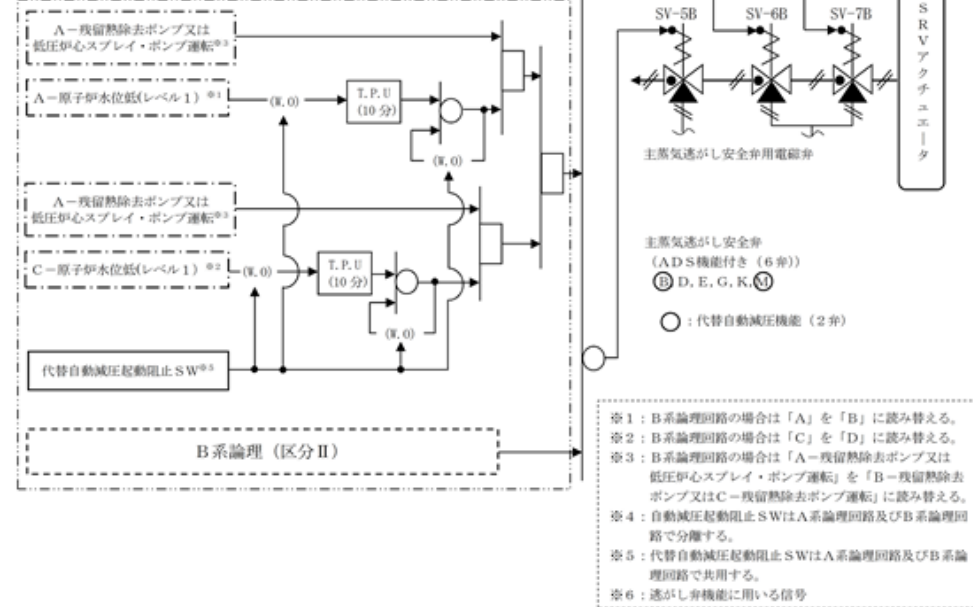 A-残留熱除去ポンプ又は
低圧炉心スプレイ・ポンプ運転※3
A-原子炉水位低(レベル1)※1
(W.O)
T.P.U
(10分)
(W.O)
A-残留熱除去ポンプ又は
低圧炉心スプレイ・ポンプ運転※3
C-原子炉水位低(レベル1)※2
(W.O)
T.P.U
(10分)
(W.O)
代替自動減圧起動阻止SW※5
B系論理(区分Ⅱ)
SV-5B
SV-6B
SV-7B
SRVアクチュエータ
主蒸気逃がし安全弁用電磁弁
主蒸気逃がし安全弁
(ADS機能付き(6弁))
B, D, E, G, K, M
:代替自動減圧機能(2弁)
※1:B系論理回路の場合は「A」を「B」に読み替える。
※2:B系論理回路の場合は「C」を「D」に読み替える。
※3:B系論理回路の場合は「A-残留熱除去ポンプ又は
低圧炉心スプレイ・ポンプ運転」を「B-残留熱除去
ポンプ又はC-残留熱除去ポンプ運転」に読み替える。
※4:自動減圧起動阻止SWはA系論理回路及びB系論理回
路で分離する。
※5:代替自動減圧起動阻止SWはA系論理回路及びB系論
理回路で共用する。
※6:逃がし弁機能に用いる信号